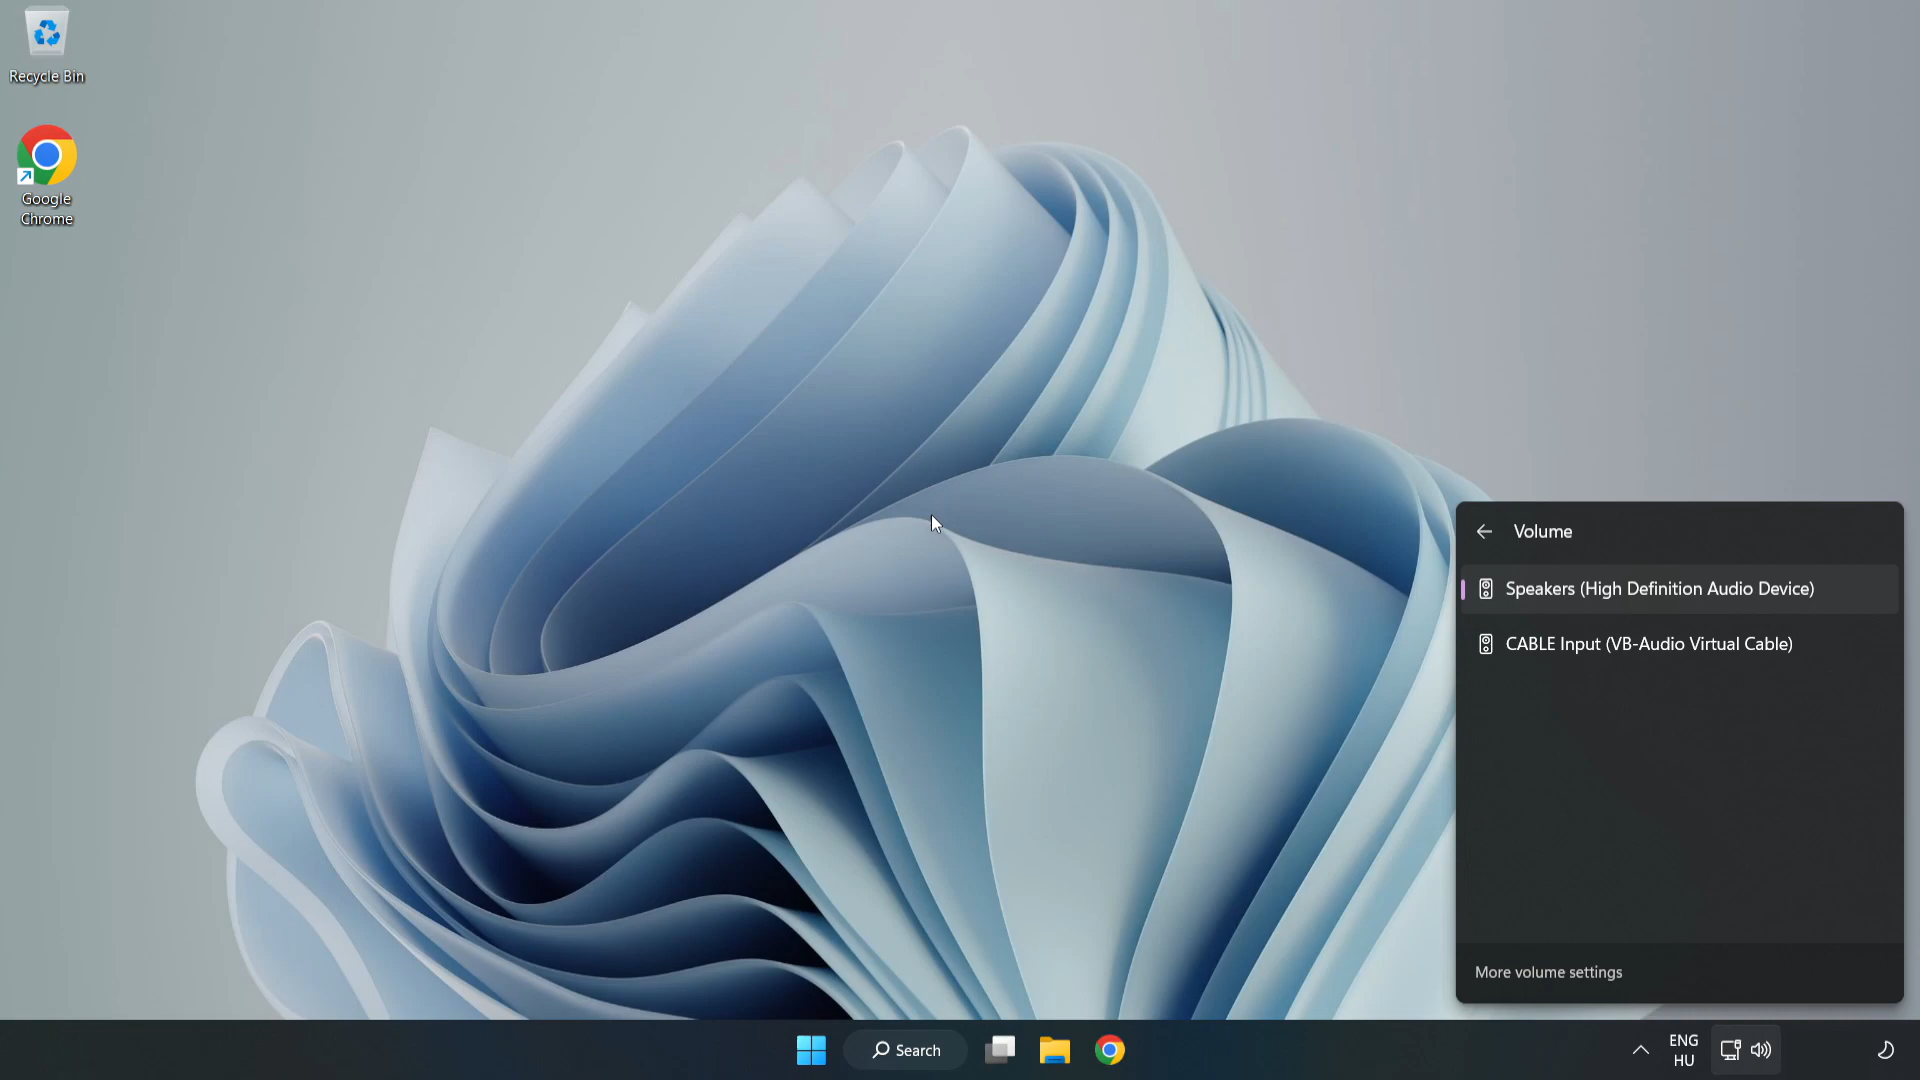 Recycle Bin
Google
Chrome
Volume
Speakers (High Definition Audio Device)
CABLE Input (VB-Audio Virtual Cable)
More volume settings
Search
ENG
HU